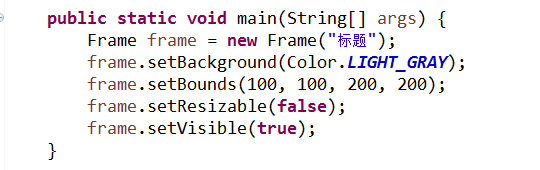 public static void main(String[] args) {
Frame frame = new Frame("标题");
frame.setBackground(Color.LIGHT_GRAY);
frame.setBounds(100, 100, 200, 200);
frame.setResizable(false);
frame.setVisible(true);
}